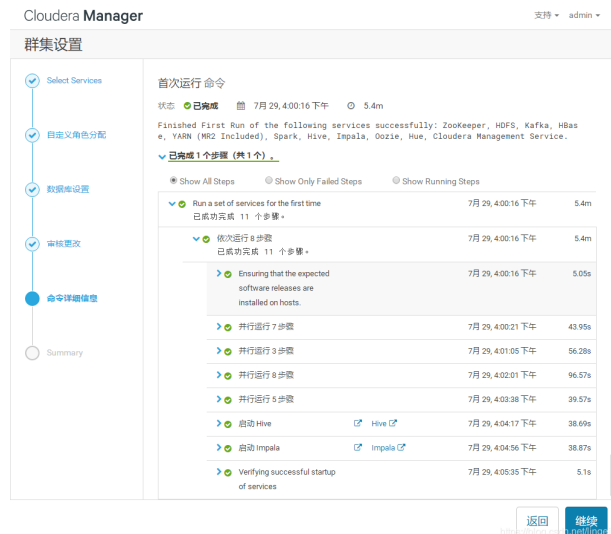 Cloudera Manager
支持 admin
群集设置
Select Services
自定义角色分配
数据库设置
审核更改
命令详细信息
Summary
首次运行 命令
状态 已完成 7月 29, 4:00:16 下午 5.4m
Finished First Run of the following services successfully: ZooKeeper, HDFS, Kafka, HBas
e, YARN (MR2 Included), Spark, Hive, Impala, Oozie, Hue, Cloudera Management Service.
已完成 1 个步骤（共 1 个）。
Show All Steps Show Only Failed Steps Show Running Steps
Run a set of services for the first time 7月 29, 4:00:16 下午 5.4m
已成功完成 11 个步骤。
依次运行 8 步骤 7月 29, 4:00:16 下午 5.4m
已成功完成 11 个步骤。
Ensuring that the expected 7月 29, 4:00:16 下午 5.05s
software releases are
installed on hosts.
并行运行 7 步骤 7月 29, 4:00:21 下午 43.95s
并行运行 3 步骤 7月 29, 4:01:05 下午 56.28s
并行运行 8 步骤 7月 29, 4:02:01 下午 96.57s
并行运行 5 步骤 7月 29, 4:03:38 下午 39.57s
启动 Hive Hive 7月 29, 4:04:17 下午 38.69s
启动 Impala Impala 7月 29, 4:04:56 下午 38.87s
Verifying successful startup 7月 29, 4:05:35 下午 5.1s
of services
返回 继续